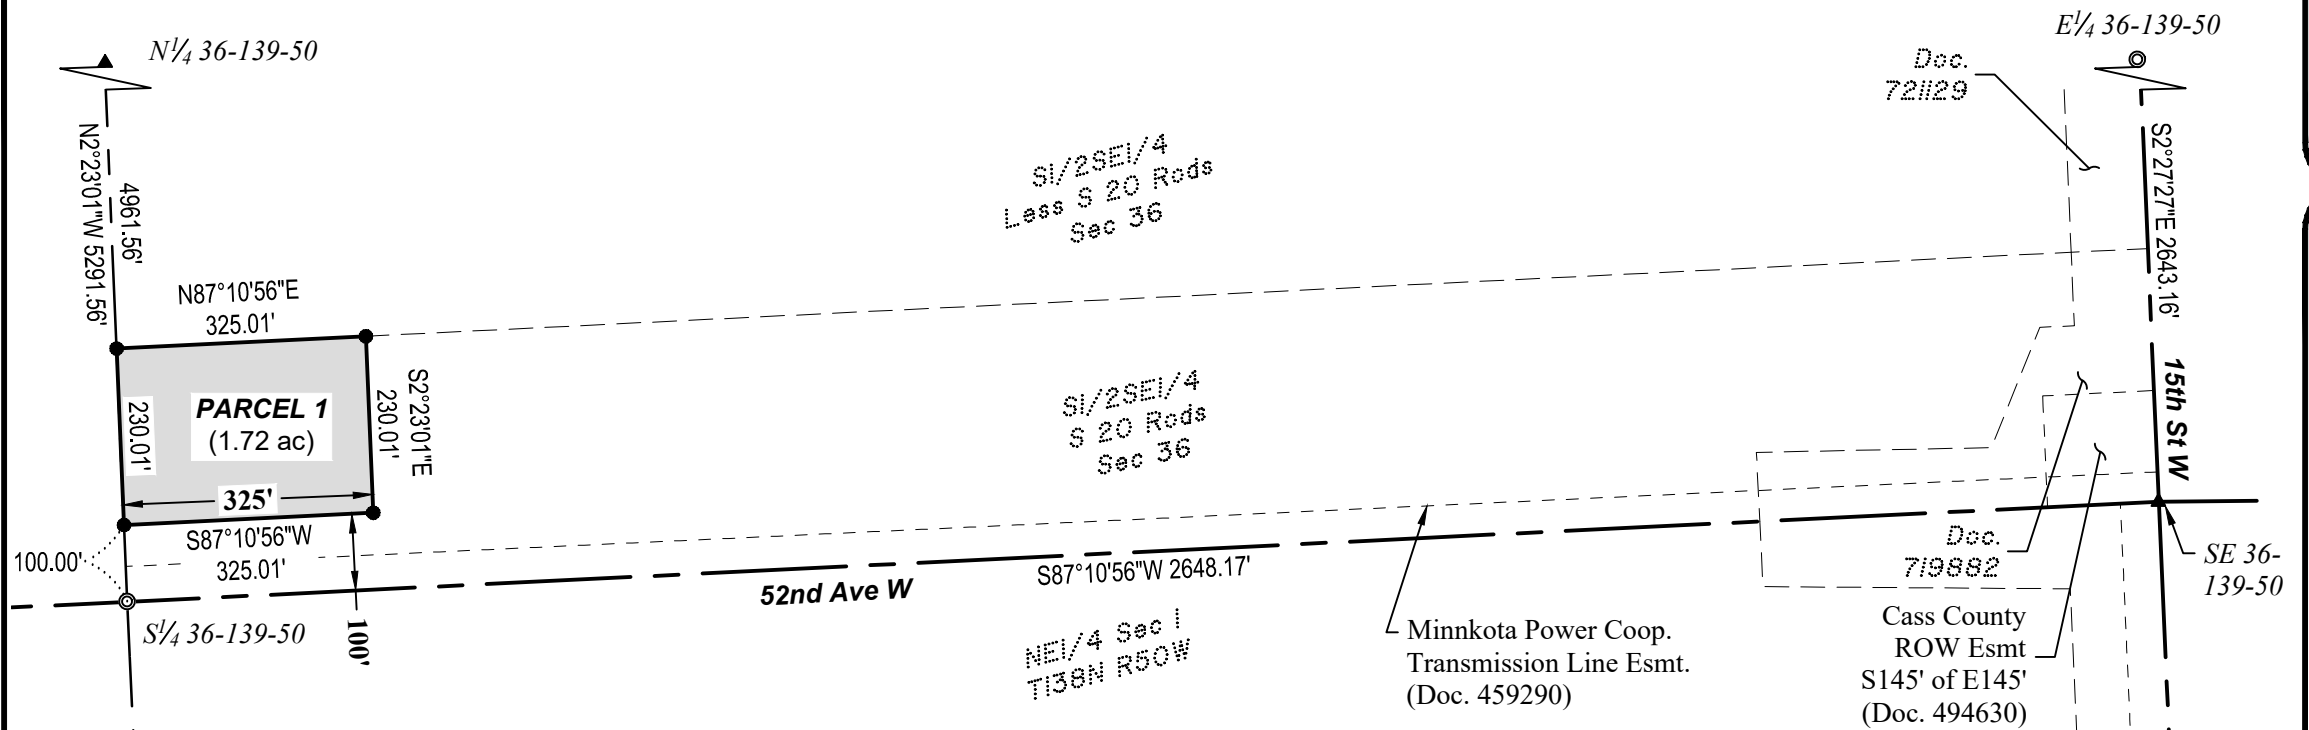 N¼ 36-139-50
E¼ 36-139-50
Doc.
721129
N2°23'01"W 5291.56'
4961.56'
S2°27'27"E 2643.16'
S1/2SE1/4
Less S 20 Rods
Sec 36
N87°10'56"E
325.01'
PARCEL 1
(1.72 ac)
230.01'
S2°23'01"E
230.01'
325'
S87°10'56"W
325.01'
100.00'
100'
S1/2SE1/4
S 20 Rods
Sec 36
15th St W
52nd Ave W
S87°10'56"W 2648.17'
S¼ 36-139-50
NE1/4 Sec 1
T138N R50W
Minnkota Power Coop.
Transmission Line Esmt.
(Doc. 459290)
Doc.
719882
SE 36-
139-50
Cass County
ROW Esmt
S145' of E145'
(Doc. 494630)